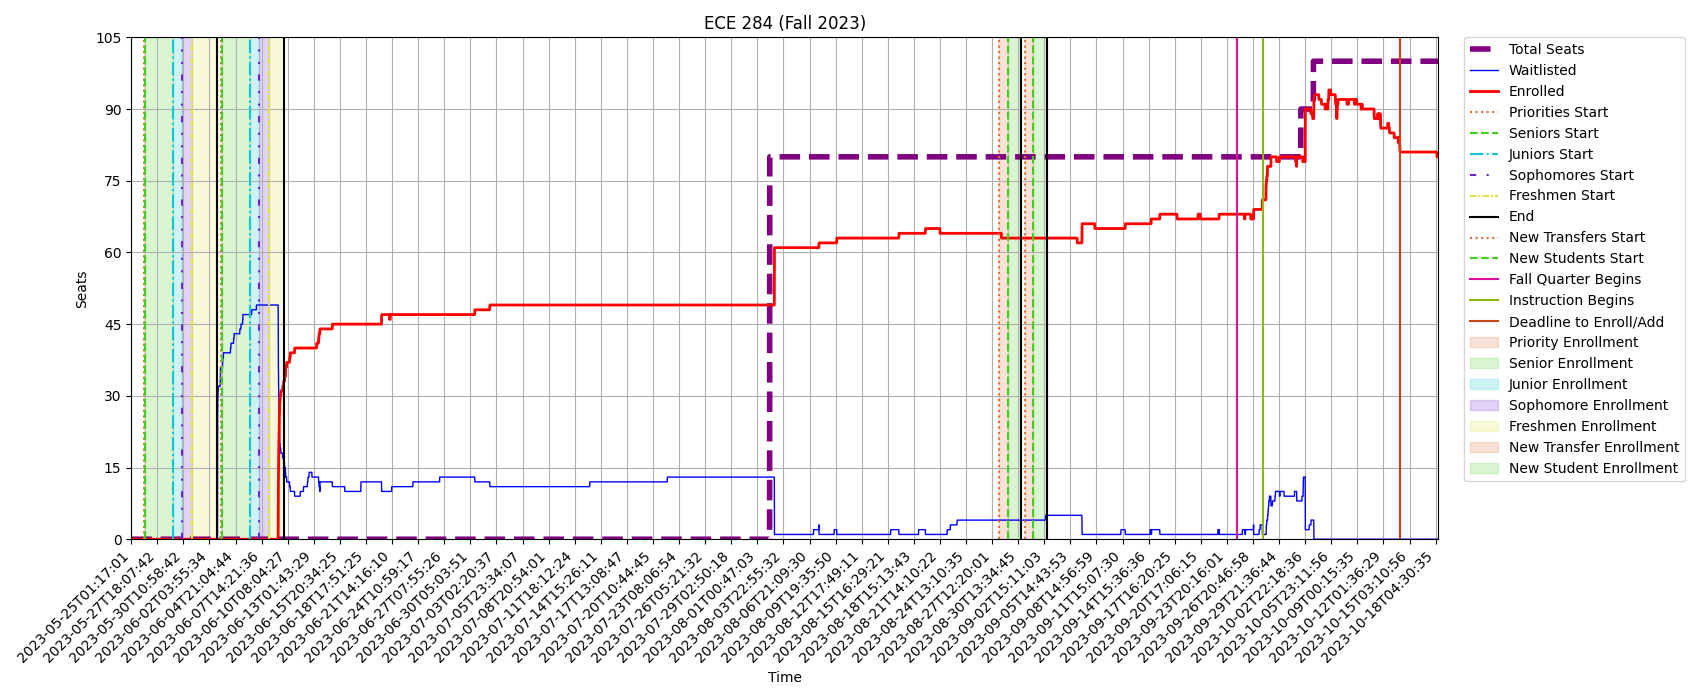 ECE 284 (Fall 2023)
105
90
75
60
45
30
15
0
Seats
2023-05-25T01:17:01
2023-05-27T18:07:42
2023-05-30T10:58:42
2023-06-02T03:55:34
2023-06-04T21:04:44
2023-06-07T14:21:36
2023-06-10T08:04:27
2023-06-13T01:43:29
2023-06-15T20:34:25
2023-06-18T17:51:25
2023-06-21T14:16:10
2023-06-24T10:59:17
2023-06-27T07:55:26
2023-06-30T05:03:51
2023-07-03T02:20:37
2023-07-05T23:34:07
2023-07-08T20:54:01
2023-07-11T18:12:24
2023-07-14T15:26:11
2023-07-17T13:08:47
2023-07-20T10:44:45
2023-07-23T08:06:54
2023-07-26T05:21:32
2023-07-29T02:50:18
2023-08-01T00:47:03
2023-08-03T22:55:32
2023-08-06T21:09:30
2023-08-09T19:35:50
2023-08-12T17:49:11
2023-08-15T16:29:21
2023-08-18T15:13:43
2023-08-21T14:10:22
2023-08-24T13:10:35
2023-08-27T12:20:01
2023-08-30T13:34:45
2023-09-02T15:11:03
2023-09-05T14:43:53
2023-09-08T14:56:59
2023-09-11T15:07:30
2023-09-14T15:36:36
2023-09-17T16:20:25
2023-09-20T17:06:15
2023-09-23T20:16:01
2023-09-26T20:46:58
2023-09-29T21:36:44
2023-10-02T22:18:36
2023-10-05T23:11:56
2023-10-09T00:15:35
2023-10-12T01:36:29
2023-10-15T03:10:56
2023-10-18T04:30:35
Time
Total Seats
Waitlisted
Enrolled
Priorities Start
Seniors Start
Juniors Start
Sophomores Start
Freshmen Start
End
New Transfers Start
New Students Start
Fall Quarter Begins
Instruction Begins
Deadline to Enroll/Add
Priority Enrollment
Senior Enrollment
Junior Enrollment
Sophomore Enrollment
Freshmen Enrollment
New Transfer Enrollment
New Student Enrollment